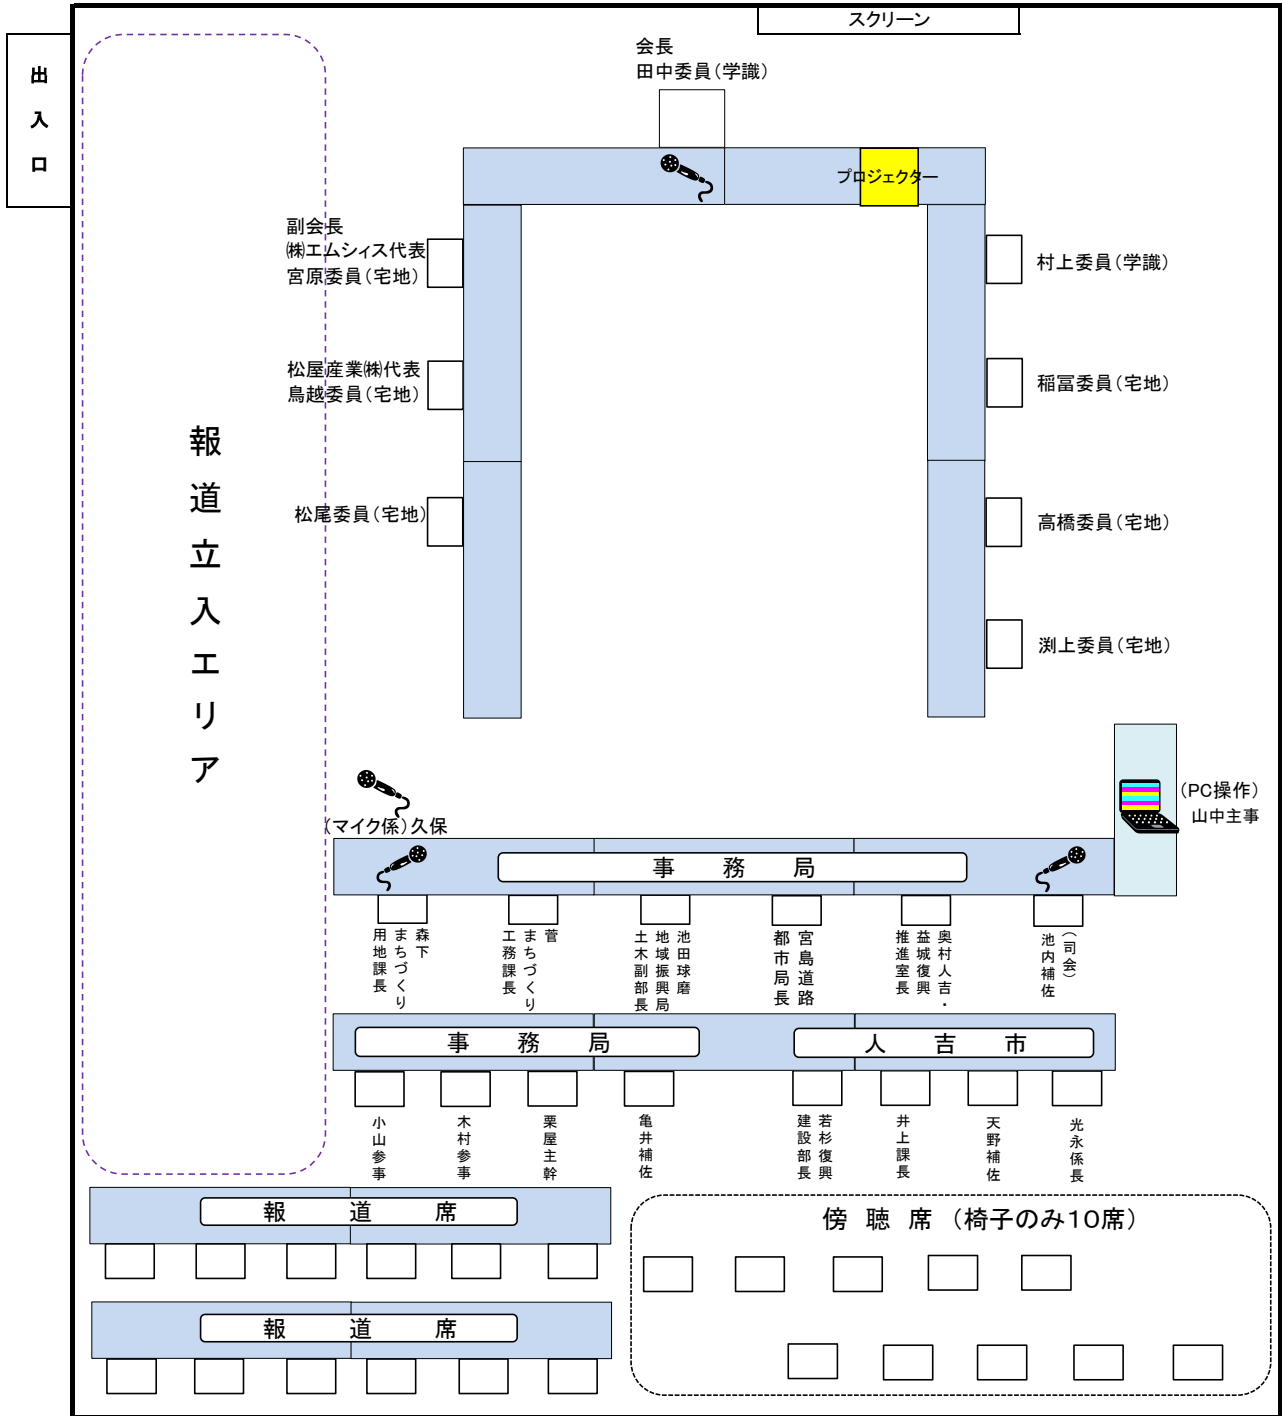 スクリーン
出入口
会長
田中委員(学識)
プロジェクター
副会長
㈱エムシィス代表
宮原委員(宅地)
村上委員(学識)
松屋産業㈱代表
鳥越委員(宅地)
稲冨委員(宅地)
報道立入エリア
松尾委員(宅地)
高橋委員(宅地)
渕上委員(宅地)
(PC操作)
山中主事
(マイク係)久保
事務局
森下
まちづくり
用地課長
菅
まちづくり
工務課長
池田球磨
地域振興局
土木副部長
宮島道路
都市局長
奥村人吉・
益城復興
推進室長
(司会)
池内補佐
事務局
人吉市
小山参事
木村参事
栗屋主幹
亀井補佐
若杉復興
建設部長
井上課長
天野補佐
光永係長
報道席
傍聴席(椅子のみ10席)
報道席